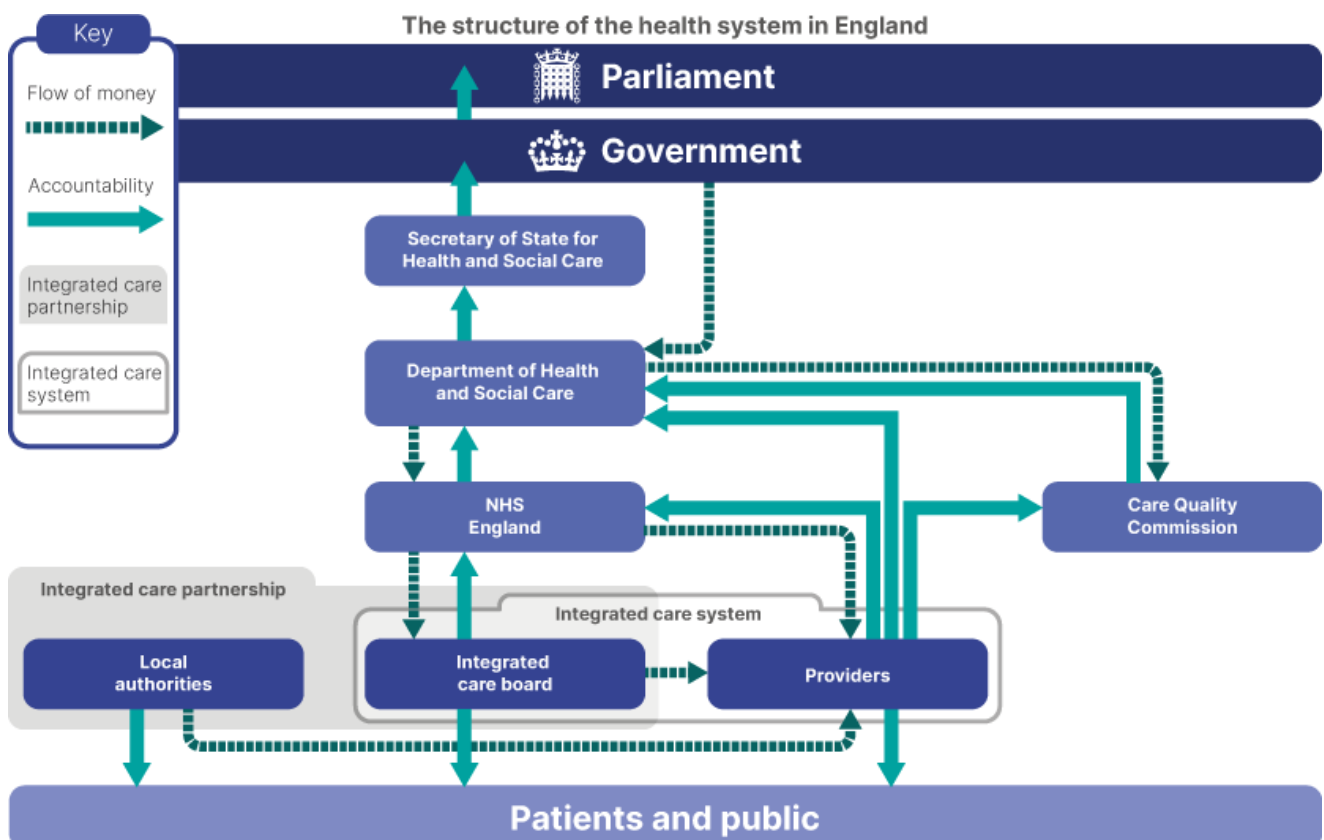 The structure of the health system in England
Key
Flow of money
Accountability
Integrated care
partnership
Integrated care
system
Parliament
Government
Secretary of State for
Health and Social Care
Department of Health
and Social Care
NHS
England
Care Quality
Commission
Integrated care partnership
Integrated care system
Local
authorities
Integrated
care board
Providers
Patients and public